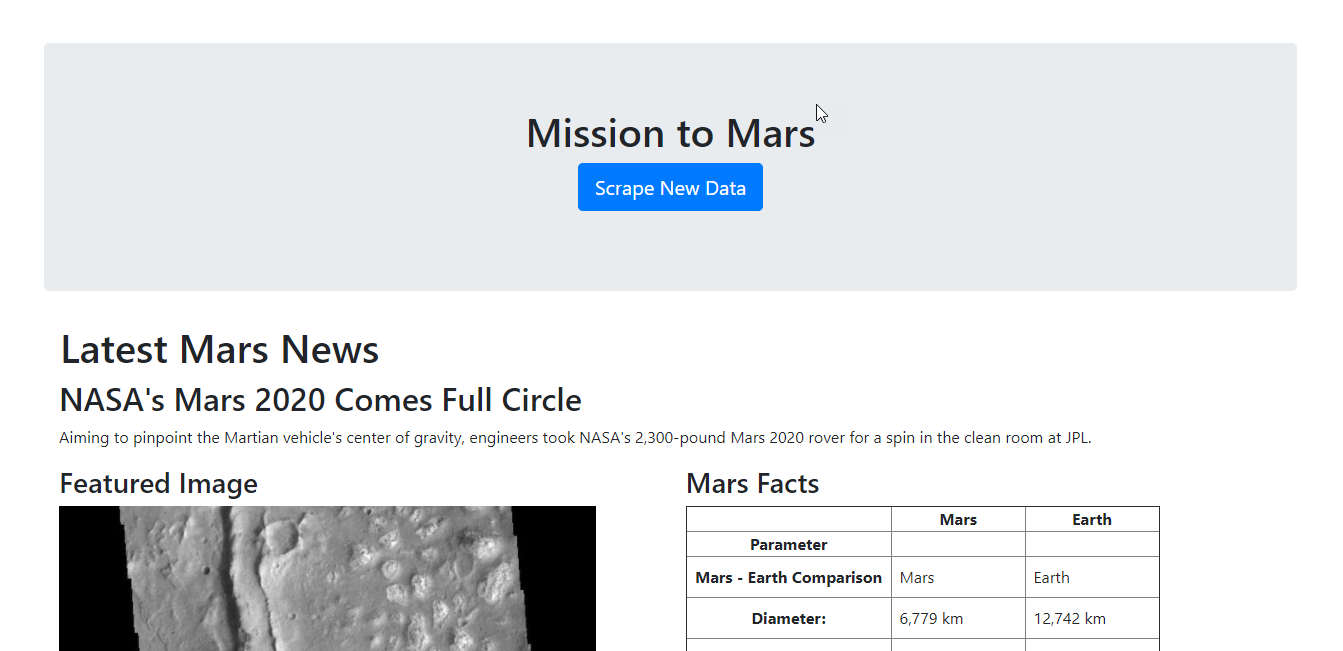 Mission to Mars
Scrape New Data
Latest Mars News
NASA's Mars 2020 Comes Full Circle
Aiming to pinpoint the Martian vehicle's center of gravity, engineers took NASA's 2,300-pound Mars 2020 rover for a spin in the clean room at JPL.
Featured Image
Mars Facts
Mars Earth
Parameter
Mars - Earth Comparison Mars Earth
Diameter: 6,779 km 12,742 km